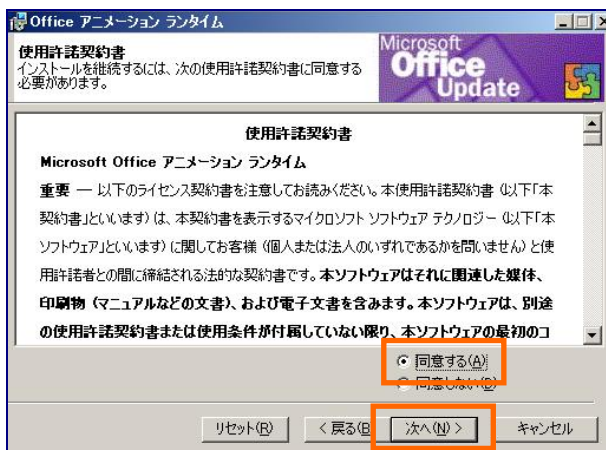 Office アニメーション ランタイム
使用許諾契約書
インストールを継続するには、次の使用許諾契約書に同意する
必要があります。
Microsoft
Office
Update
使用許諾契約書
Microsoft Office アニメーション ランタイム
重要 — 以下のライセンス契約書を注意してお読みください。本使用許諾契約書 (以下「本
契約書」といいます) は、本契約書を表示するマイクロソフト ソフトウェア テクノロジー (以下「本
ソフトウェア」といいます) に関してお客様 (個人または法人のいずれであるかを問いません) と使
用許諾者との間に締結される法的な契約書です。本ソフトウェアはそれに関連した媒体、
印刷物 (マニュアルなどの文書)、および電子文書を含みます。本ソフトウェアは、別途
の使用許諾契約書または使用条件が付属していない限り、本ソフトウェアの最初のコ
同意する(A)
同意しない(D)
リセット(R)
< 戻る(B
次へ(N) >
キャンセル